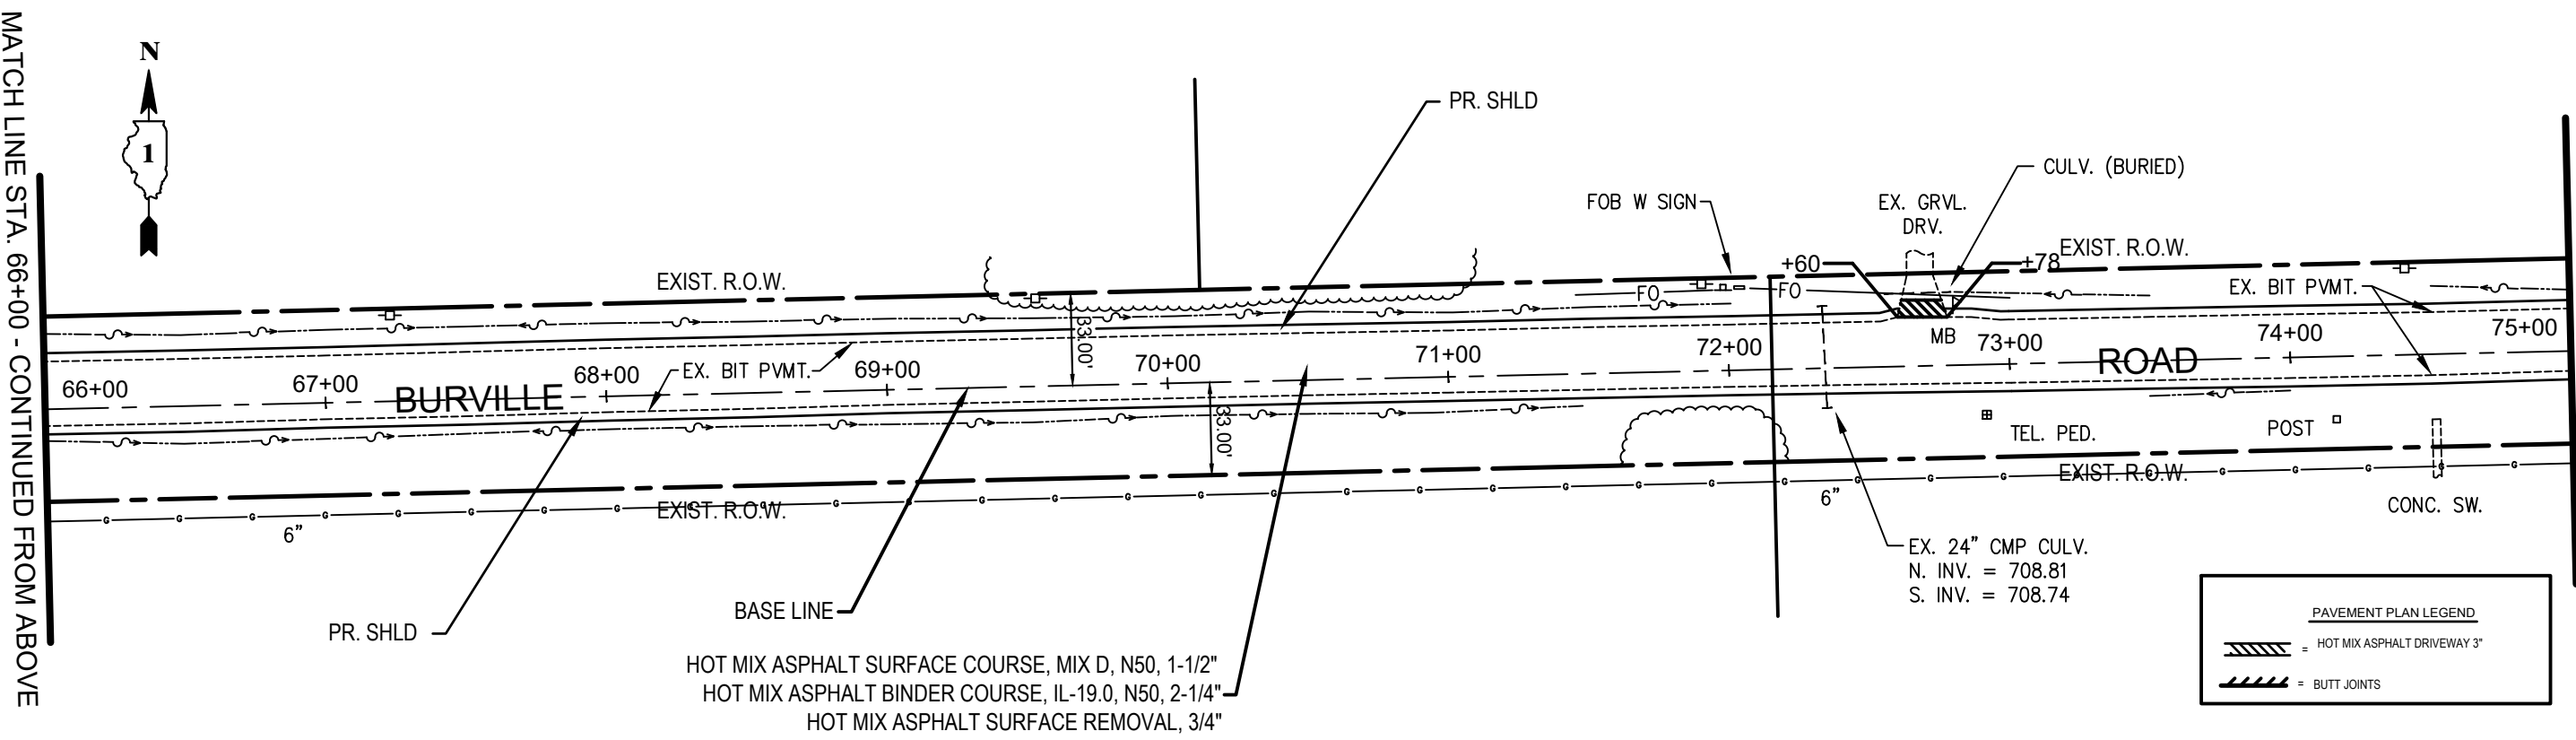 MATCH LINE STA. 66+00 - CONTINUED FROM ABOVE
N
1
PR. SHLD
CULV. (BURIED)
FOB W SIGN
EX. GRVL.
DRV.
EXIST. R.O.W.
+60
+78
EXIST. R.O.W.
FO
FO
EX. BIT PVMT.
33.00'
MB
66+00
67+00
68+00
69+00
70+00
71+00
72+00
73+00
74+00
75+00
BURVILLE
ROAD
EX. BIT PVMT.
33.00'
TEL. PED.
POST
EXIST. R.O.W.
EXIST. R.O.W.
G G G G G G G G G G G G G G G G G G G G G G G G G G G G G G G G G G
6"
6"
CONC. SW.
EX. 24" CMP CULV.
N. INV. = 708.81
S. INV. = 708.74
BASE LINE
PR. SHLD
HOT MIX ASPHALT SURFACE COURSE, MIX D, N50, 1-1/2"
HOT MIX ASPHALT BINDER COURSE, IL-19.0, N50, 2-1/4"
HOT MIX ASPHALT SURFACE REMOVAL, 3/4"
PAVEMENT PLAN LEGEND
= HOT MIX ASPHALT DRIVEWAY 3"
= BUTT JOINTS